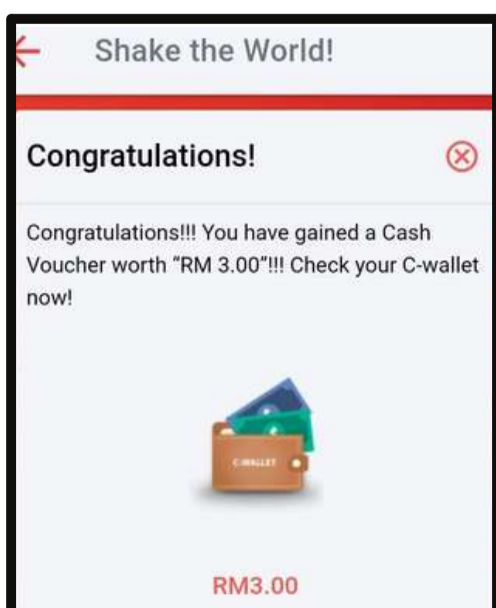 Shake the World!
Congratulations!
Congratulations!!! You have gained a Cash
Voucher worth “RM 3.00”!!! Check your C-wallet
now!
C-WALLET
RM3.00